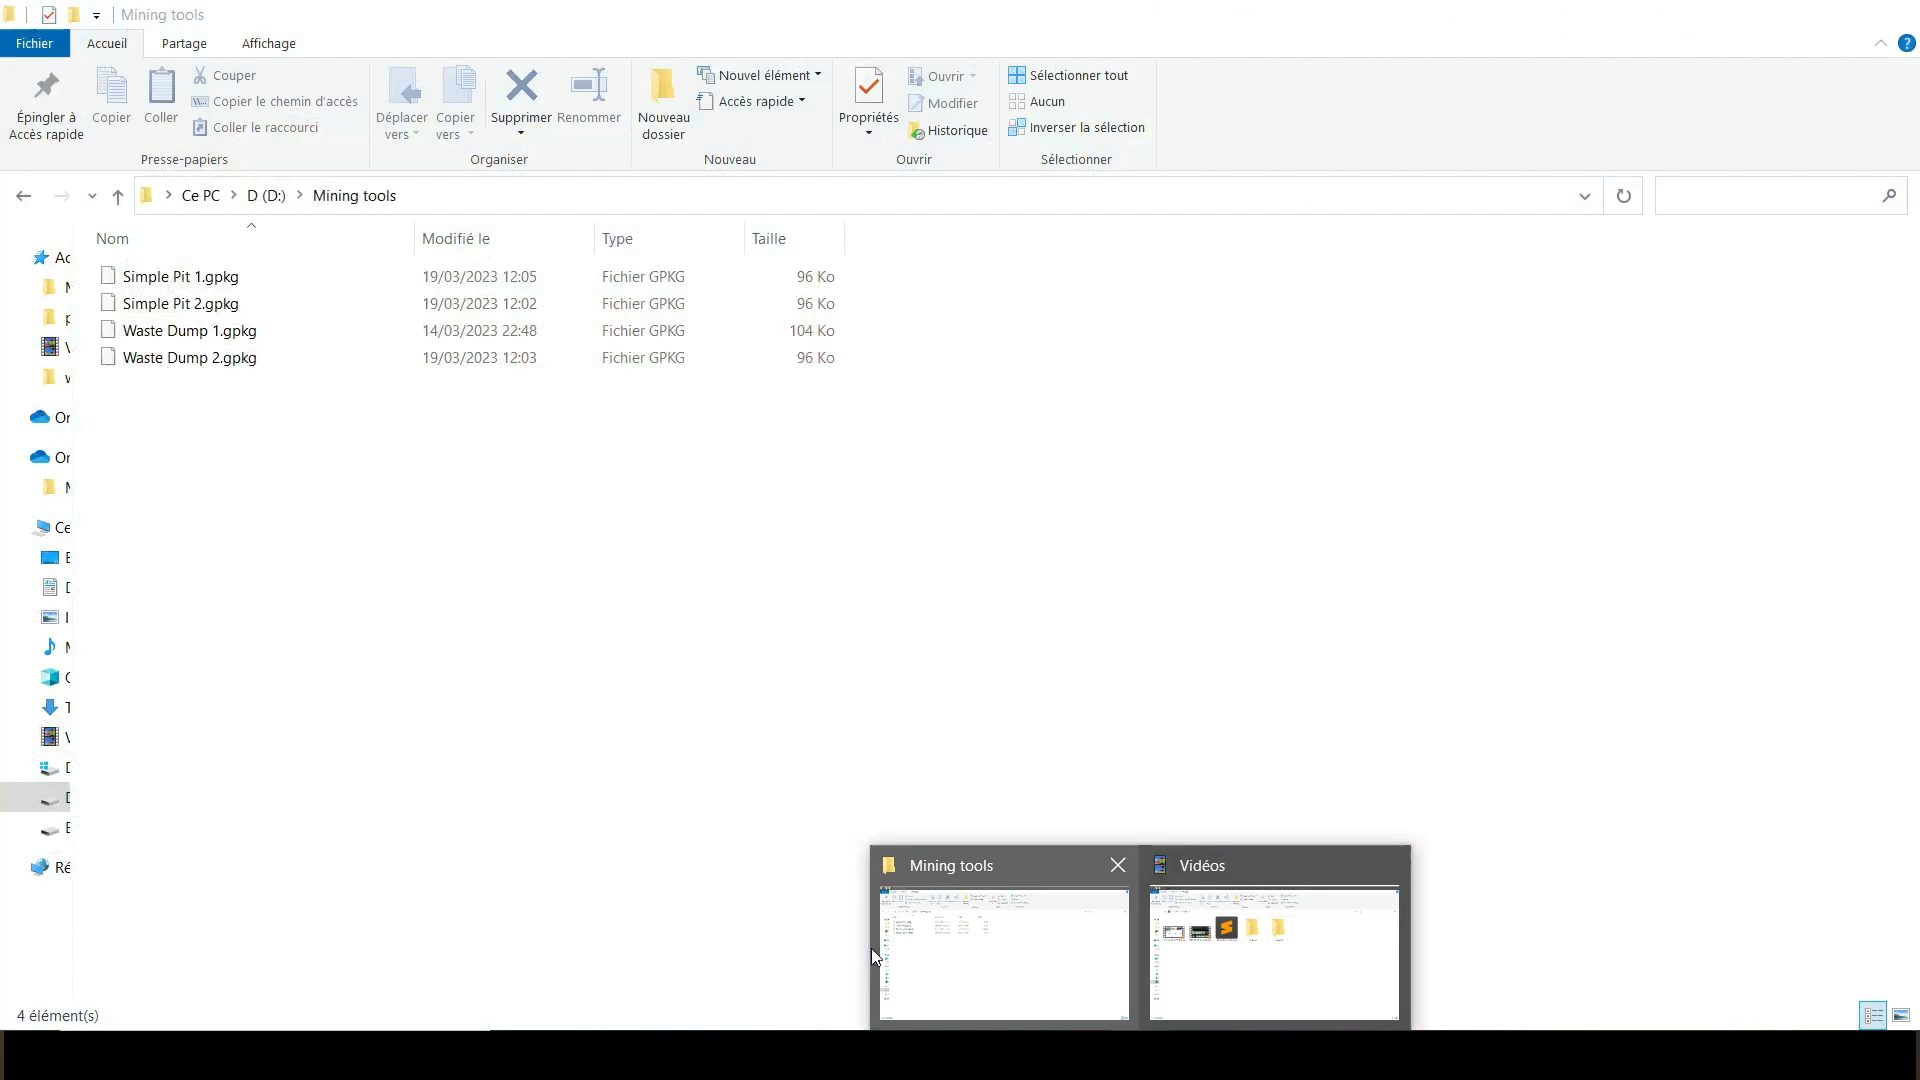 Mining tools
Fichier Accueil Partage Affichage
Épingler à
Accès rapide
Copier
Coller
Couper
Copier le chemin d'accès
Coller le raccourci
Presse-papiers
Déplacer
vers
Copier
vers
Supprimer
Renommer
Organiser
Nouveau
dossier
Nouvel élément
Accès rapide
Nouveau
Propriétés
Ouvrir
Modifier
Historique
Ouvrir
Sélectionner tout
Aucun
Inverser la sélection
Sélectionner
Ce PC > D (D:) > Mining tools
Nom Modifié le Type Taille
Simple Pit 1.gpkg 19/03/2023 12:05 Fichier GPKG 96 Ko
Simple Pit 2.gpkg 19/03/2023 12:02 Fichier GPKG 96 Ko
Waste Dump 1.gpkg 14/03/2023 22:48 Fichier GPKG 104 Ko
Waste Dump 2.gpkg 19/03/2023 12:03 Fichier GPKG 96 Ko
Mining tools
Vidéos
4 élément(s)